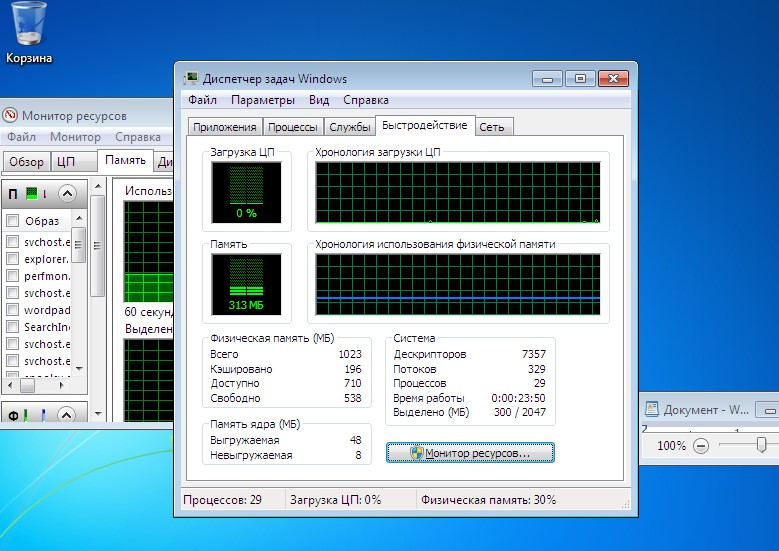 Корзина
Монитор ресурсов
Файл Монитор Справка
Обзор ЦП Память
П
Образ
svchost.e
explorer.
perfmon.
svchost.e
wordpad
SearchInd
svchost.e
svchost.e
Ф
Использ
60 секунд
Выделен
Диспетчер задач Windows
Файл Параметры Вид Справка
Приложения Процессы Службы Быстродействие Сеть
Загрузка ЦП Хронология загрузки ЦП
0 %
Память Хронология использования физической памяти
313 МБ
Физическая память (МБ)
Всего 1023
Кэшировано 196
Доступно 710
Свободно 538
Система
Дескрипторов 7357
Потоков 329
Процессов 29
Время работы 0:00:23:50
Выделено (МБ) 300 / 2047
Память ядра (МБ)
Выгружаемая 48
Невыгружаемая 8
Монитор ресурсов...
Процессов: 29 Загрузка ЦП: 0% Физическая память: 30%
Документ - W...
100%